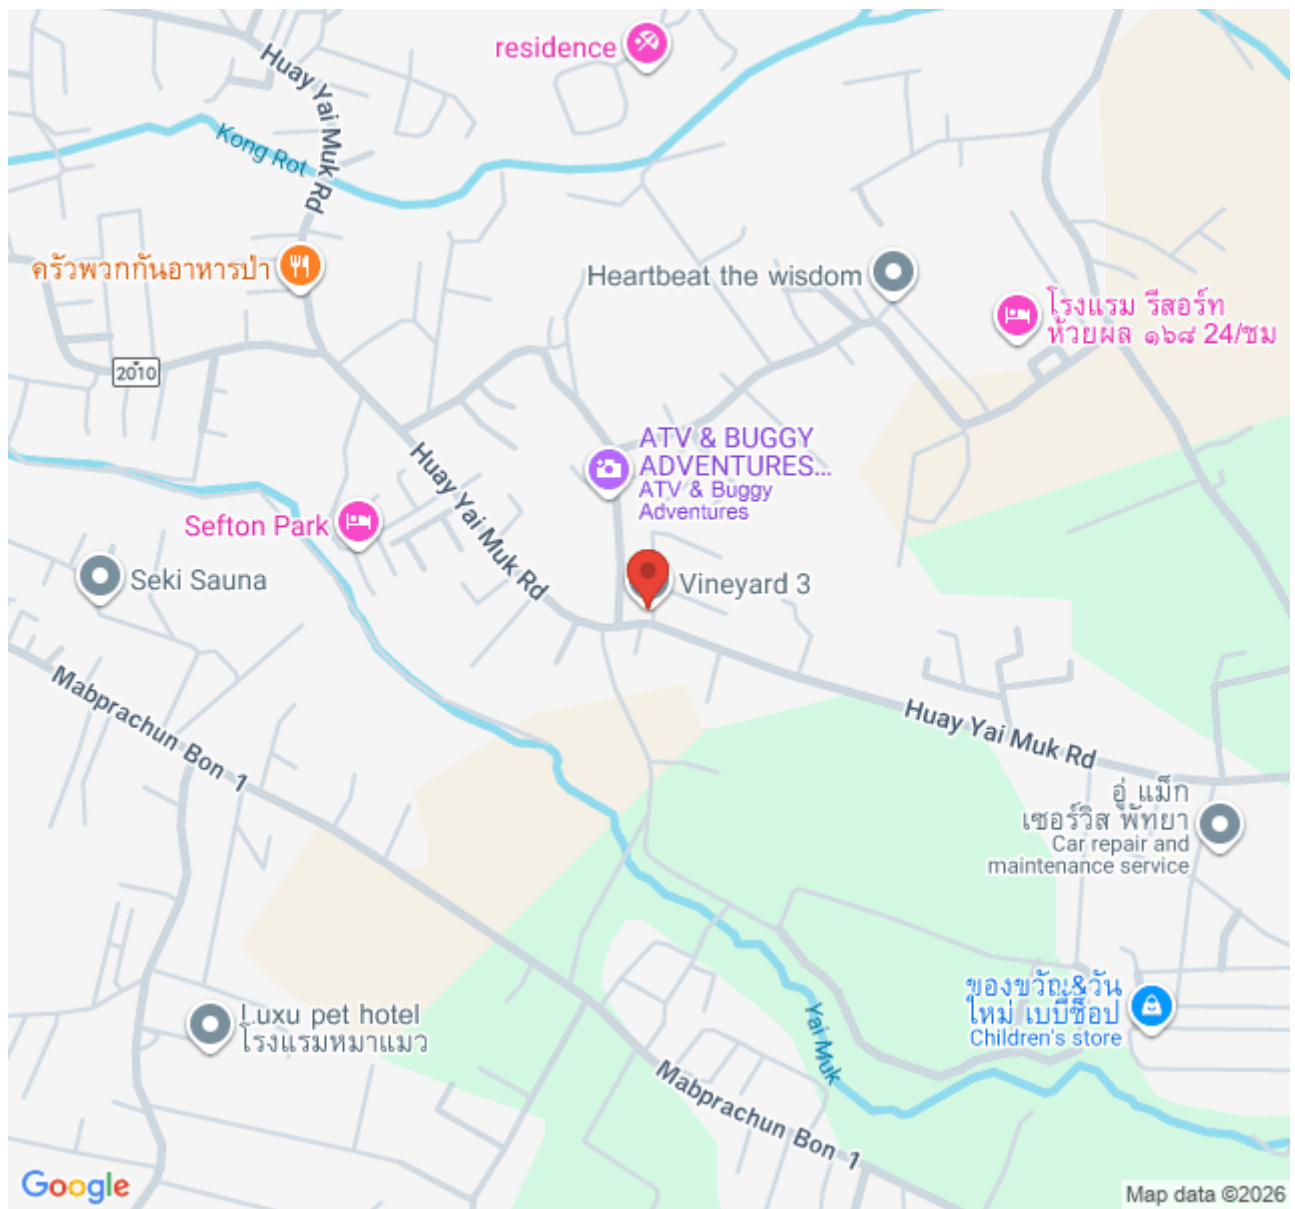 residence
Huay Yai Muk Rd
Kong Rot
ครัวพวกกันอาหารป่า
Heartbeat the wisdom
โรงแรม รีสอร์ท
ห้วยผล ๑๖๘ 24/ชม
2010
ATV & BUGGY
ADVENTURES...
ATV & Buggy
Adventures
Huay Yai Muk Rd
Sefton Park
Seki Sauna
Vineyard 3
Mabprachun Bon 1
Huay Yai Muk Rd
อู่ แม็ก
เซอร์วิส พัทยา
Car repair and
maintenance service
ของขวัญ&วัน
ใหม่ เบบี้ช็อป
Children's store
Luxu pet hotel
โรงแรมหมาแมว
Yai Muk
Mabprachun Bon 1
Google
Map data ©2026